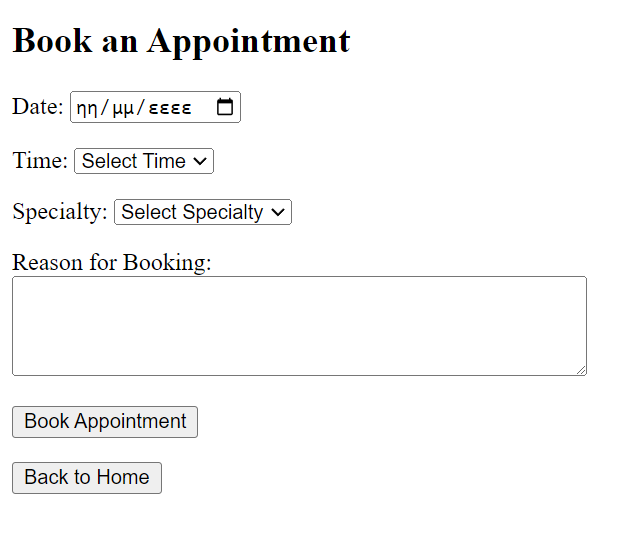 Book an Appointment
Date: ηη/μμ/εεεε
Time: Select Time
Specialty: Select Specialty
Reason for Booking:
Book Appointment
Back to Home